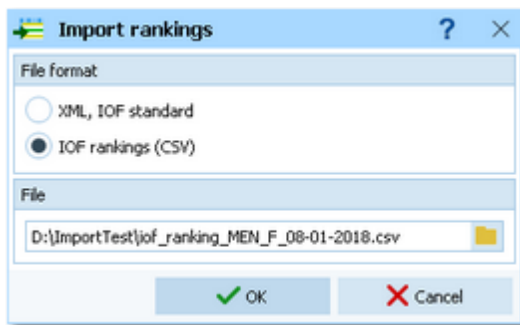 Import rankings
?
File format
XML, IOF standard
IOF rankings (CSV)
File
D:\ImportTest\iof_ranking_MEN_F_08-01-2018.csv
OK
Cancel